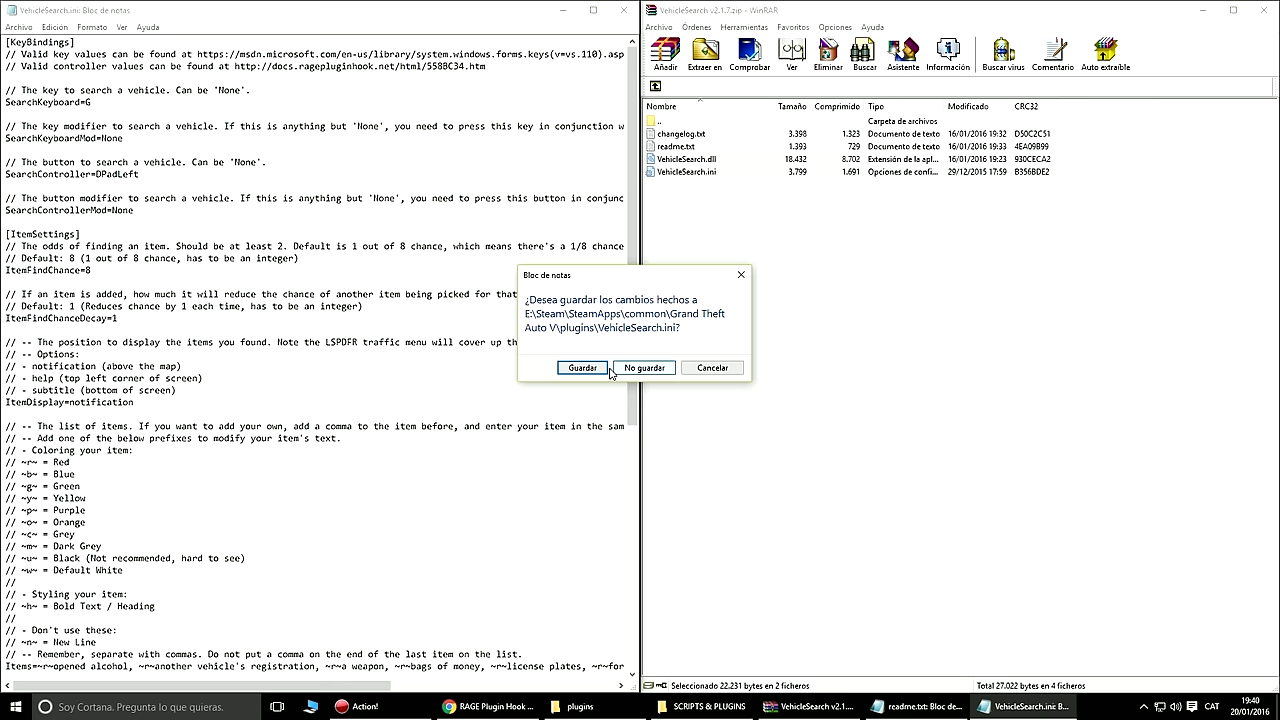 VehicleSearch.ini: Bloc de notas
Archivo Edición Formato Ver Ayuda
[KeyBindings]
// Valid key values can be found at https://msdn.microsoft.com/en-us/library/system.windows.forms.keys(v=vs.110).asp
// Valid controller values can be found at http://docs.ragepluginhook.net/html/558BC34.htm
// The key to search a vehicle. Can be 'None'.
SearchKeyboard=G
// The key modifier to search a vehicle. If this is anything but 'None', you need to press this key in conjunction w
SearchKeyboardMod=None
// The button to search a vehicle. Can be 'None'.
SearchController=DPadLeft
// The button modifier to search a vehicle. If this is anything but 'None', you need to press this button in conjunc
SearchControllerMod=None
[ItemSettings]
// The odds of finding an item. Should be at least 2. Default is 1 out of 8 chance, which means there's a 1/8 chance
// Default: 8 (1 out of 8 chance, has to be an integer)
ItemFindChance=8
// If an item is added, how much it will reduce the chance of another item being picked for that
// Default: 1 (Reduces chance by 1 each time, has to be an integer)
ItemFindChanceDecay=1
// -- The position to display the items you found. Note the LSPDFR traffic menu will cover up th
// -- Options:
// - notification (above the map)
// - help (top left corner of screen)
// - subtitle (bottom of screen)
ItemDisplay=notification
// -- The list of items. If you want to add your own, add a comma to the item before, and enter your item in the sam
// -- Add one of the below prefixes to modify your item's text.
// - Coloring your item:
// ~r~ = Red
// ~b~ = Blue
// ~g~ = Green
// ~y~ = Yellow
// ~p~ = Purple
// ~o~ = Orange
// ~c~ = Grey
// ~m~ = Dark Grey
// ~u~ = Black (Not recommended, hard to see)
// ~w~ = Default White
//
// - Styling your item:
// ~h~ = Bold Text / Heading
//
// - Don't use these:
// ~n~ = New Line
// -- Remember, separate with commas. Do not put a comma on the end of the last item on the list.
Items=~r~opened alcohol, ~r~another vehicle's registration, ~r~a weapon, ~r~bags of money, ~r~license plates, ~r~for
Bloc de notas
¿Desea guardar los cambios hechos a
E:\Steam\SteamApps\common\Grand Theft
Auto V\plugins\VehicleSearch.ini?
Guardar No guardar Cancelar
VehicleSearch v2.1.7.zip - WinRAR
Archivo Órdenes Herramientas Favoritos Opciones Ayuda
Añadir Extraer en Comprobar Ver Eliminar Buscar Asistente Información Buscar virus Comentario Auto extraíble
Nombre Tamaño Comprimido Tipo Modificado CRC32
.. Carpeta de archivos
changelog.txt 3.398 1.323 Documento de texto 16/01/2016 19:32 D50C2C51
readme.txt 1.393 729 Documento de texto 16/01/2016 19:33 4EA09B99
VehicleSearch.dll 18.432 8.702 Extensión de la apl... 16/01/2016 19:23 930CECA2
VehicleSearch.ini 3.799 1.691 Opciones de confi... 29/12/2015 17:59 B356BDE2
Seleccionado 22.231 bytes en 2 ficheros Total 27.022 bytes en 4 ficheros
Soy Cortana. Pregunta lo que quieras. Action! RAGE Plugin Hook ... plugins SCRIPTS & PLUGINS VehicleSearch v2.1.... readme.txt: Bloc de... VehicleSearch.ini: B... CAT 19:40
20/01/2016